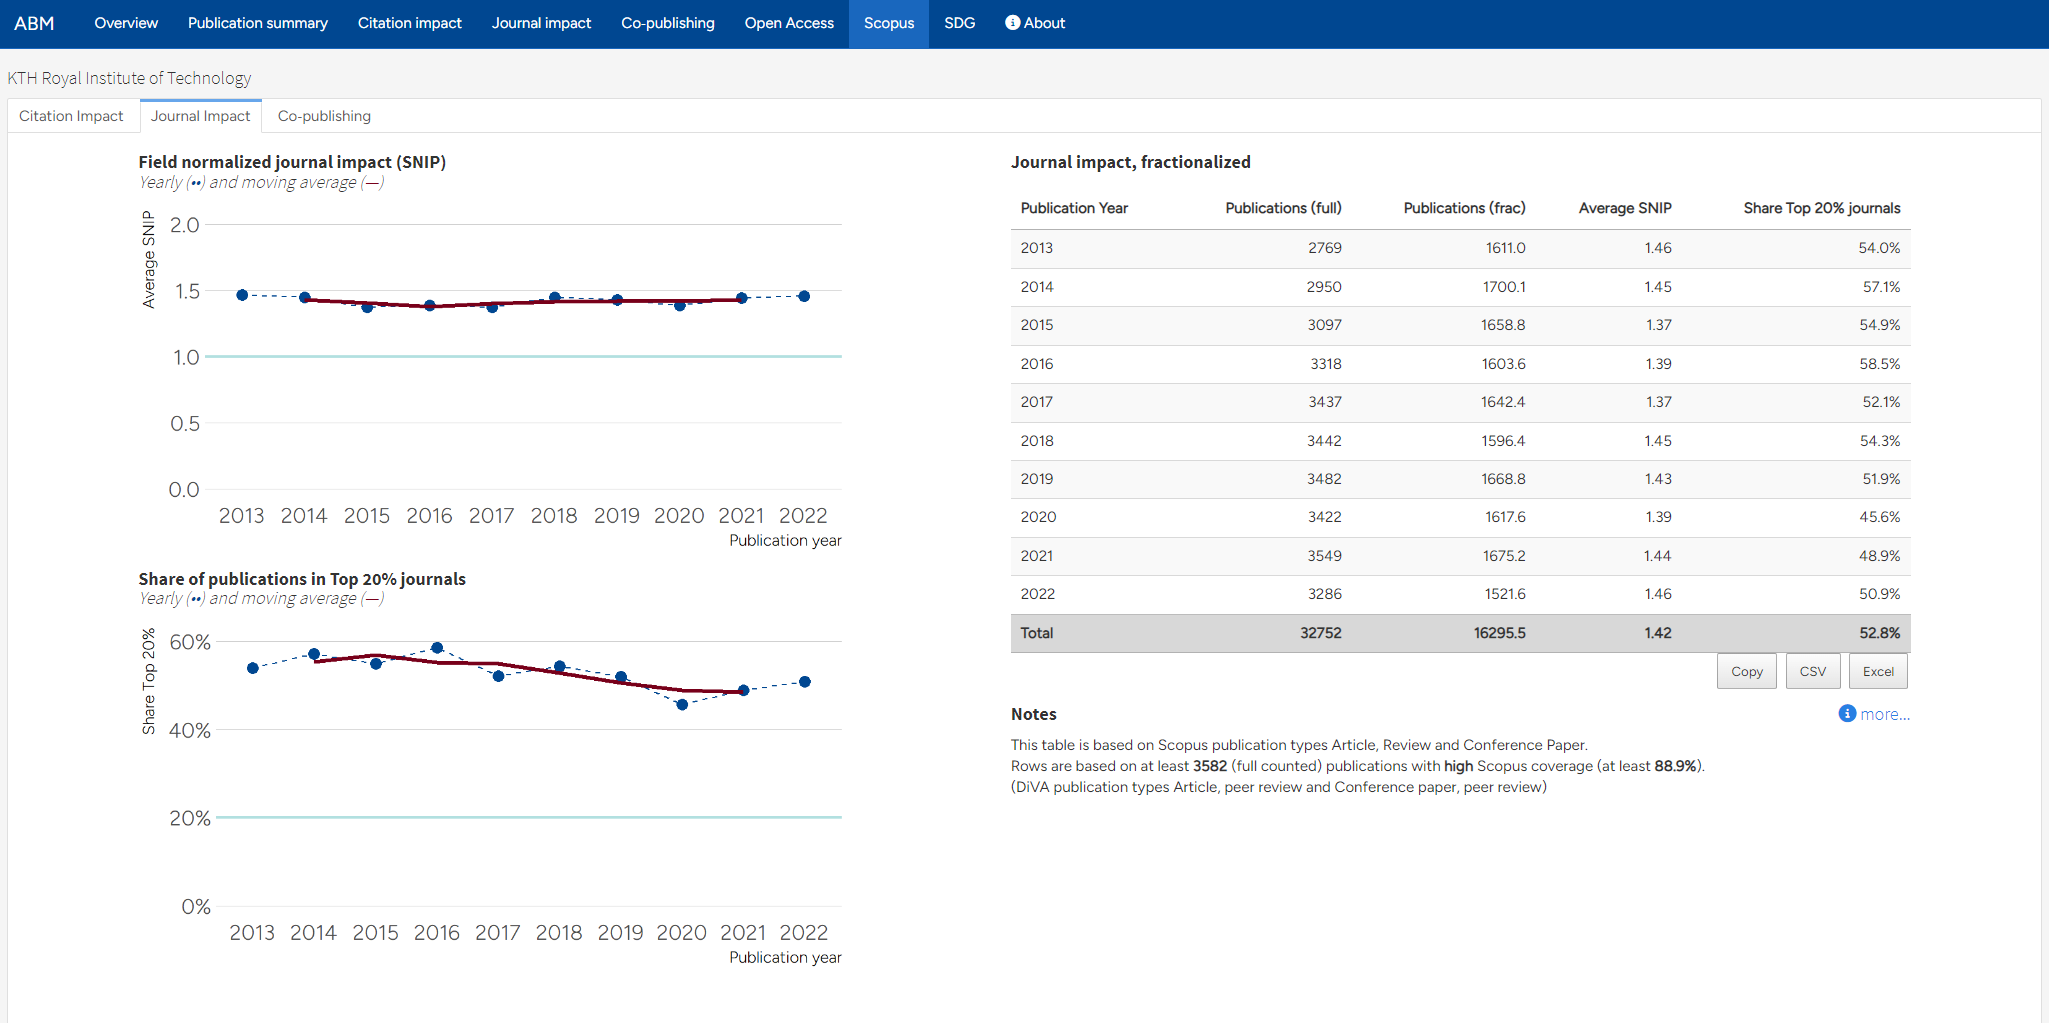 ABM Overview Publication summary Citation impact Journal impact Co-publishing Open Access Scopus SDG About
KTH Royal Institute of Technology
Citation Impact Journal Impact Co-publishing
Field normalized journal impact (SNIP)
Yearly (••) and moving average (—)
Average SNIP
2.0
1.5
1.0
0.5
0.0
2013 2014 2015 2016 2017 2018 2019 2020 2021 2022
Publication year
Share of publications in Top 20% journals
Yearly (••) and moving average (—)
Share Top 20%
60%
40%
20%
0%
2013 2014 2015 2016 2017 2018 2019 2020 2021 2022
Publication year
Journal impact, fractionalized
Publication Year Publications (full) Publications (frac) Average SNIP Share Top 20% journals
2013 2769 1611.0 1.46 54.0%
2014 2950 1700.1 1.45 57.1%
2015 3097 1658.8 1.37 54.9%
2016 3318 1603.6 1.39 58.5%
2017 3437 1642.4 1.37 52.1%
2018 3442 1596.4 1.45 54.3%
2019 3482 1668.8 1.43 51.9%
2020 3422 1617.6 1.39 45.6%
2021 3549 1675.2 1.44 48.9%
2022 3286 1521.6 1.46 50.9%
Total 32752 16295.5 1.42 52.8%
Copy CSV Excel
Notes more...
This table is based on Scopus publication types Article, Review and Conference Paper.
Rows are based on at least 3582 (full counted) publications with high Scopus coverage (at least 88.9%).
(DiVA publication types Article, peer review and Conference paper, peer review)